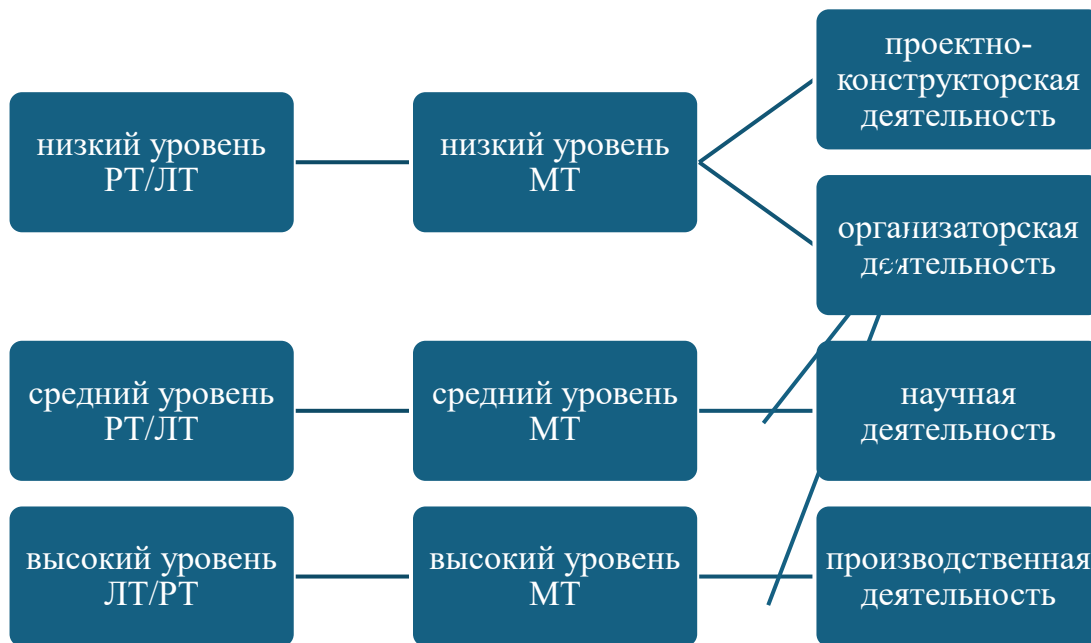 проектно-
конструкторская
деятельность
низкий уровень
РТ/ЛТ
низкий уровень
МТ
организаторская
деятельность
средний уровень
РТ/ЛТ
средний уровень
МТ
научная
деятельность
высокий уровень
ЛТ/РТ
высокий уровень
МТ
производственная
деятельность